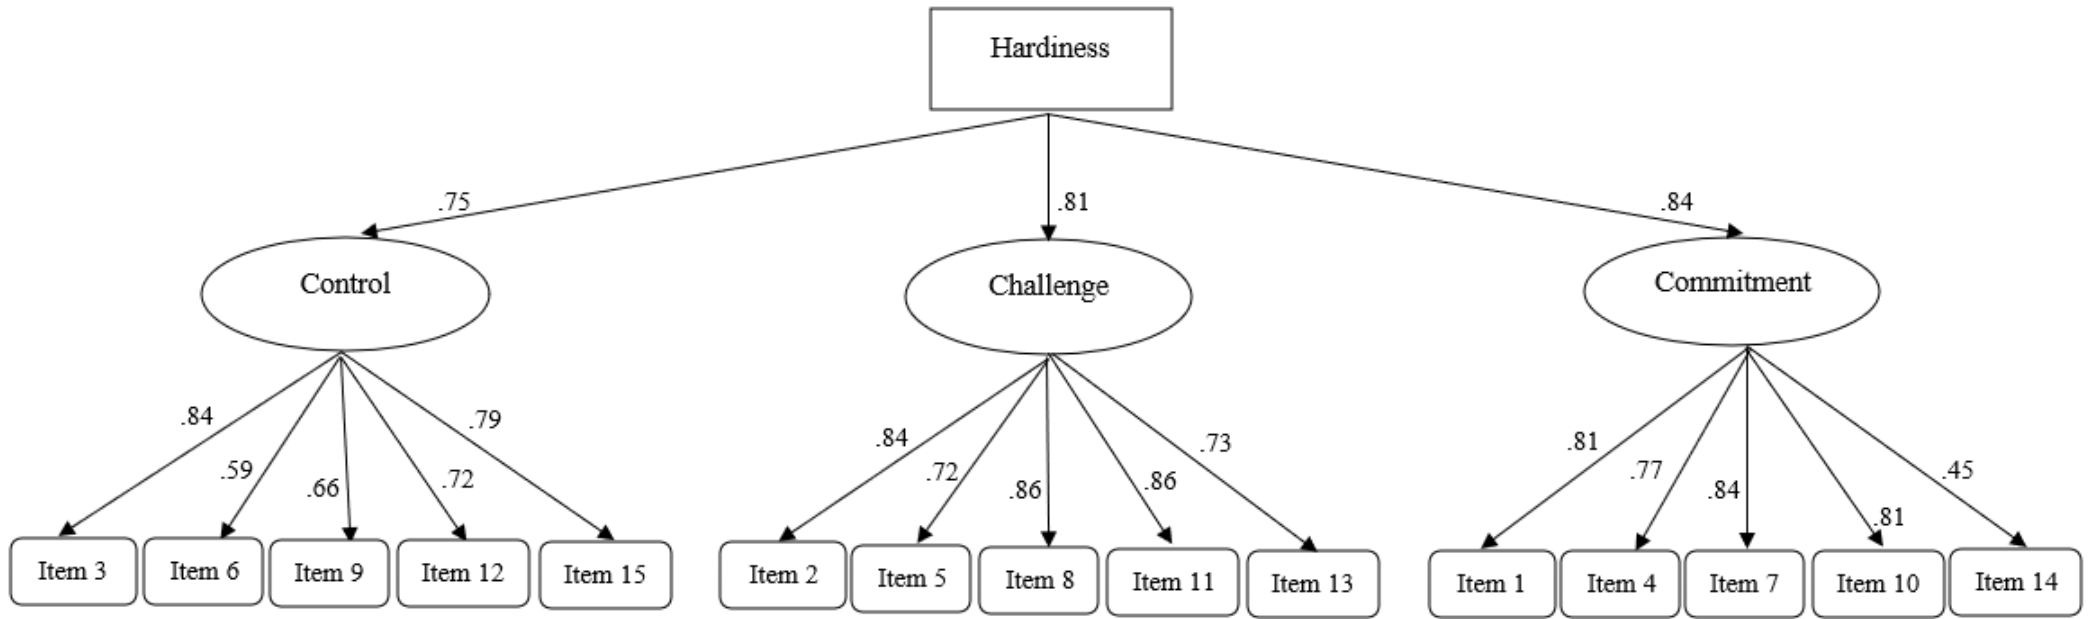 Hardiness
.75
.81
.84
Control
Challenge
Commitment
.84
.59
.66
.72
.79
.84
.72
.86
.86
.73
.81
.77
.84
.81
.45
Item 3
Item 6
Item 9
Item 12
Item 15
Item 2
Item 5
Item 8
Item 11
Item 13
Item 1
Item 4
Item 7
Item 10
Item 14